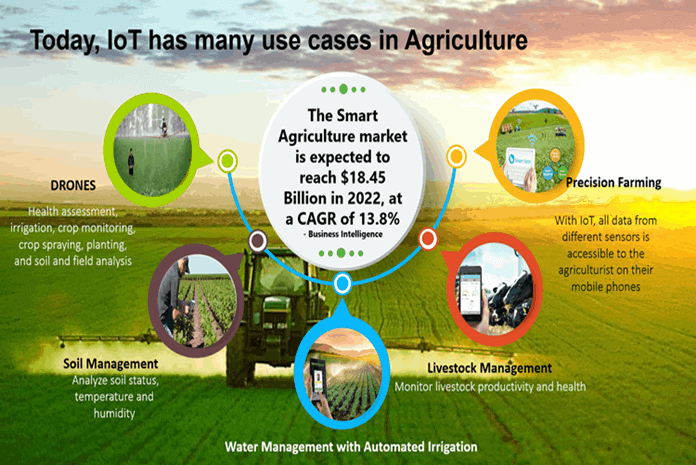 Today, IoT has many use cases in Agriculture
The Smart
Agriculture market
is expected to
reach $18.45
Billion in 2022, at
a CAGR of 13.8%
- Business Intelligence
DRONES
Health assessment,
irrigation, crop monitoring,
crop spraying, planting,
and soil and field analysis
Precision Farming
With IoT, all data from
different sensors is
accessible to the
agriculturist on their
mobile phones
Soil Management
Analyze soil status,
temperature and
humidity
Livestock Management
Monitor livestock productivity and health
Water Management with Automated Irrigation